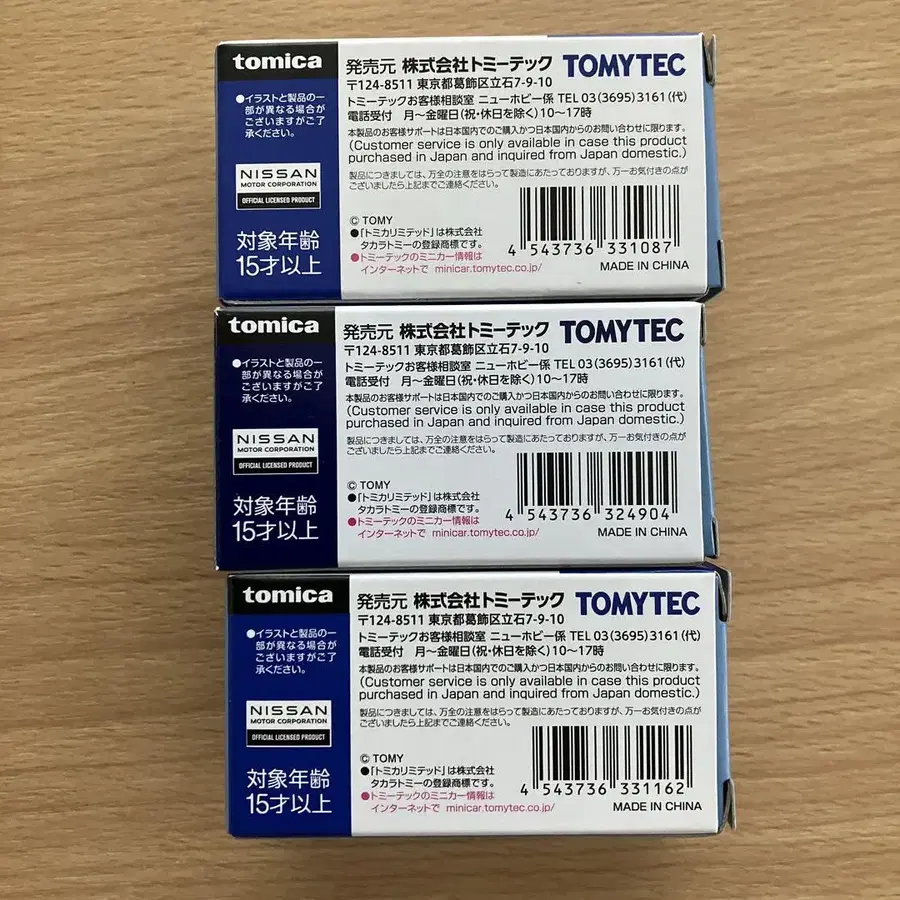 tomica
●イラストと製品の一
部が異なる場合が
ございますがご了
承ください。
NISSAN
MOTOR CORPORATION
OFFICIAL LICENSED PRODUCT
対象年齢
15才以上
発売元 株式会社トミーテック TOMYTEC
〒124-8511 東京都葛飾区立石7-9-10
トミーテックお客様相談室 ニューホビー係 TEL 03(3695)3161(代)
電話受付 月~金曜日(祝・休日を除く)10~17時
本製品のお客様サポートは日本国内でのご購入かつ日本国内からのお問い合わせに限ります。
(Customer service is only available in case this product
purchased in Japan and inquired from Japan domestic.)
製品につきましては、万全の注意をはらって製造にあたっておりますが、万一お気付きの点が
ございましたら上記までご連絡ください。
© TOMY
●「トミカリミテッド」は株式会社
タカラトミーの登録商標です。
●トミーテックのミニカー情報は
インターネットで minicar.tomytec.co.jp/
4 543736 331087
MADE IN CHINA
tomica
●イラストと製品の一
部が異なる場合が
ございますがご了
承ください。
NISSAN
MOTOR CORPORATION
OFFICIAL LICENSED PRODUCT
対象年齢
15才以上
発売元 株式会社トミーテック TOMYTEC
〒124-8511 東京都葛飾区立石7-9-10
トミーテックお客様相談室 ニューホビー係 TEL 03(3695)3161(代)
電話受付 月~金曜日(祝・休日を除く)10~17時
本製品のお客様サポートは日本国内でのご購入かつ日本国内からのお問い合わせに限ります。
(Customer service is only available in case this product
purchased in Japan and inquired from Japan domestic.)
製品につきましては、万全の注意をはらって製造にあたっておりますが、万一お気付きの点が
ございましたら上記までご連絡ください。
© TOMY
●「トミカリミテッド」は株式会社
タカラトミーの登録商標です。
●トミーテックのミニカー情報は
インターネットで minicar.tomytec.co.jp/
4 543736 324904
MADE IN CHINA
tomica
●イラストと製品の一
部が異なる場合が
ございますがご了
承ください。
NISSAN
MOTOR CORPORATION
OFFICIAL LICENSED PRODUCT
対象年齢
15才以上
発売元 株式会社トミーテック TOMYTEC
〒124-8511 東京都葛飾区立石7-9-10
トミーテックお客様相談室 ニューホビー係 TEL 03(3695)3161(代)
電話受付 月~金曜日(祝・休日を除く)10~17時
本製品のお客様サポートは日本国内でのご購入かつ日本国内からのお問い合わせに限ります。
(Customer service is only available in case this product
purchased in Japan and inquired from Japan domestic.)
製品につきましては、万全の注意をはらって製造にあたっておりますが、万一お気付きの点が
ございましたら上記までご連絡ください。
© TOMY
●「トミカリミテッド」は株式会社
タカラトミーの登録商標です。
●トミーテックのミニカー情報は
インターネットで minicar.tomytec.co.jp/
4 543736 331162
MADE IN CHINA